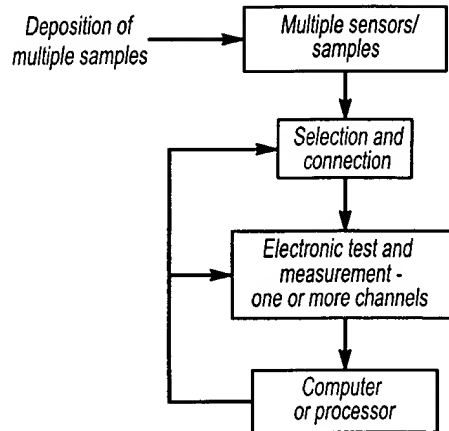 Deposition of
multiple samples
Multiple sensors/
samples
Selection and
connection
Electronic test and
measurement -
one or more channels
Computer
or processor